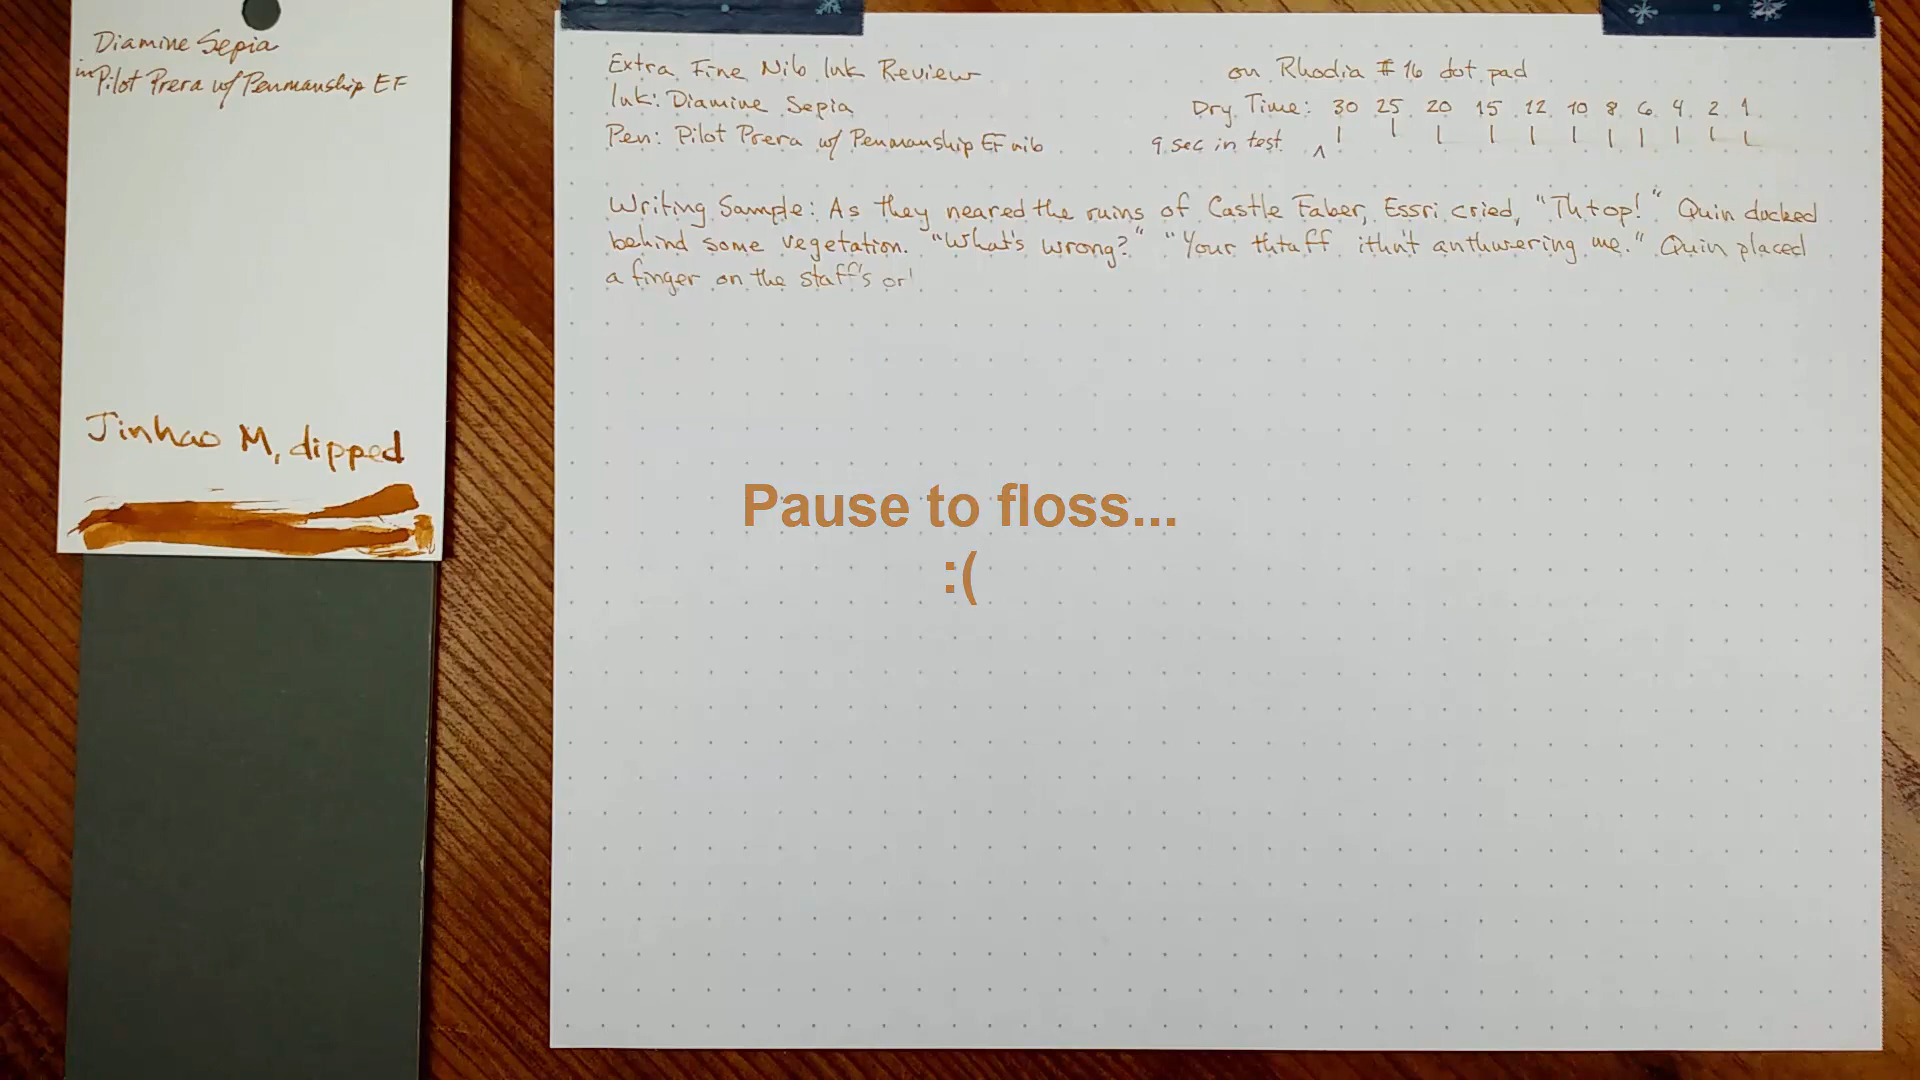 Diamine Sepia
in Pilot Prera w/ Penmanship EF
Jinhao M, dipped
Extra Fine Nib Ink Review
on Rhodia #16 dot pad
Ink: Diamine Sepia
Dry Time: 30 25 20 15 12 10 8 6 4 2 1
Pen: Pilot Prera w/ Penmanship EF nib
9 sec in test
Writing Sample: As they neared the ruins of Castle Faber, Essri cried, "Thtop!" Quin ducked
behind some vegetation. "What's wrong?" "Your thtaff ithn't anthwering me." Quin placed
a finger on the staff's or
Pause to floss...
:(